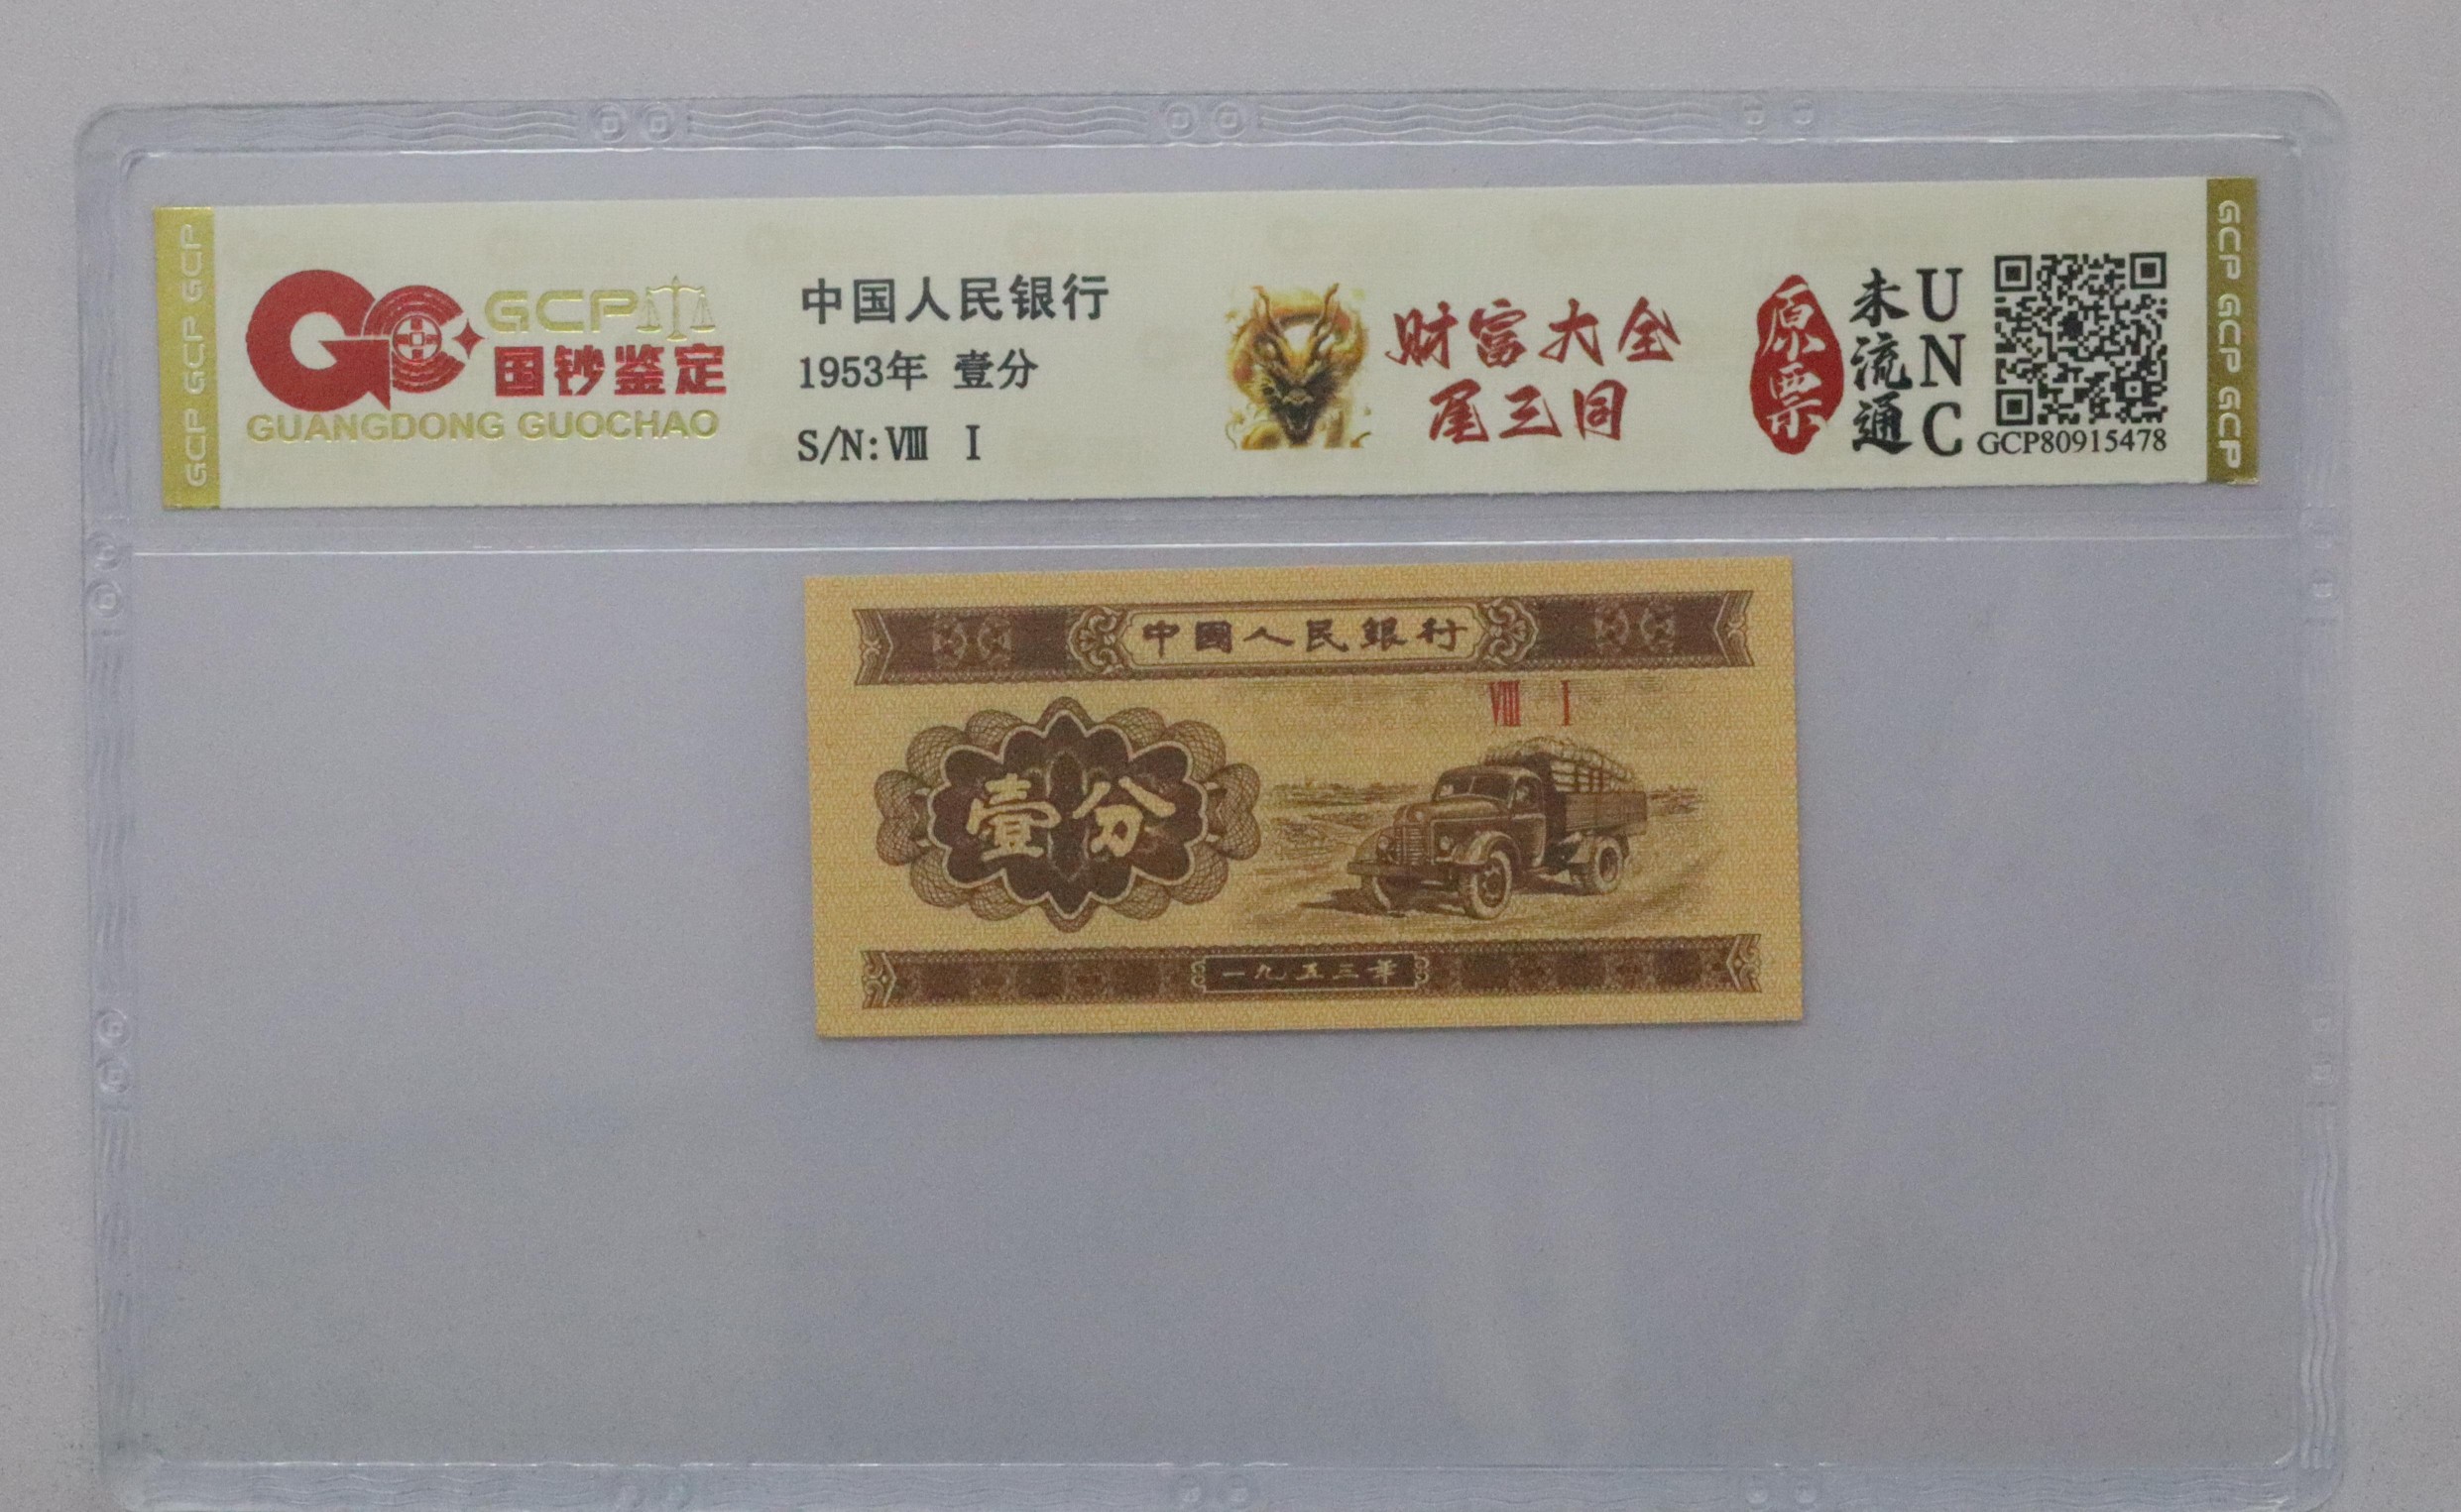 GCP GCP GCP
GCP
国钞鉴定
GUANGDONG GUOCHAO
中国人民银行
1953年 壹分
S/N:Ⅷ Ⅰ
财富大全
尾三同
原票
未流通
UNC
GCP80915478
GCP GCP GCP
中國人民銀行
Ⅷ Ⅰ
壹分
一九五三年